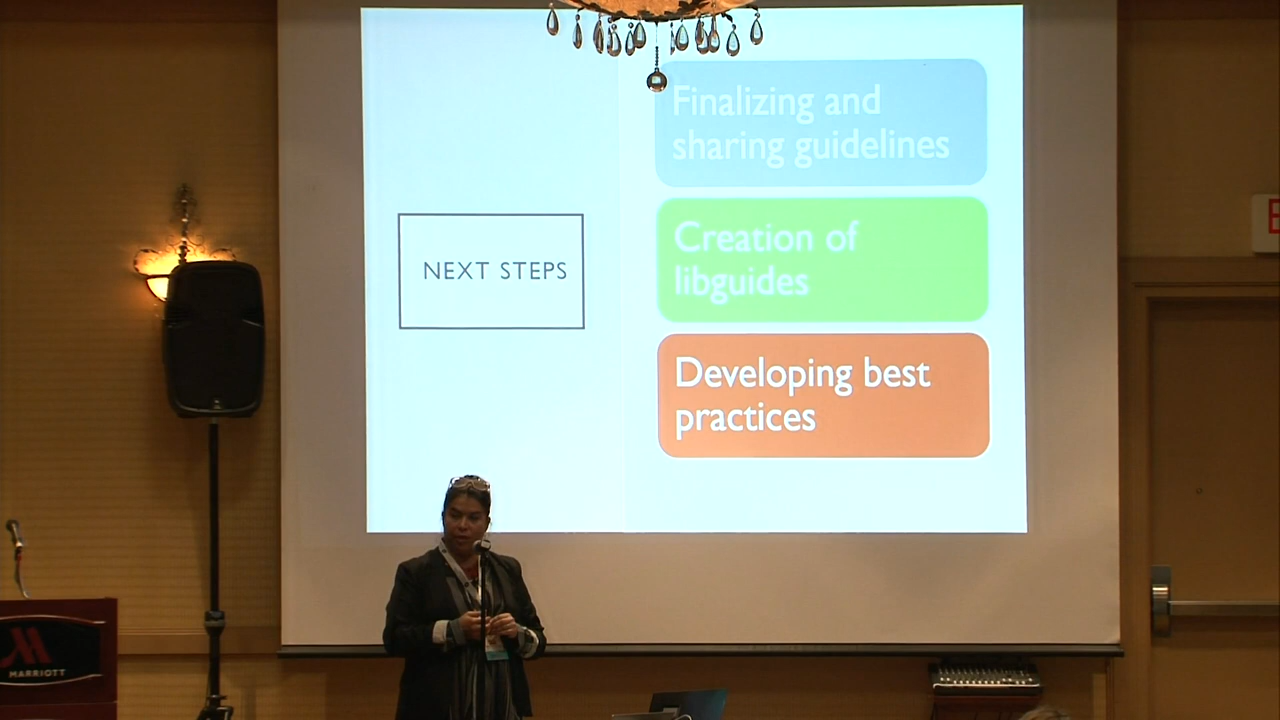 NEXT STEPS
Finalizing and
sharing guidelines
Creation of
libguides
Developing best
practices
MARRIOTT